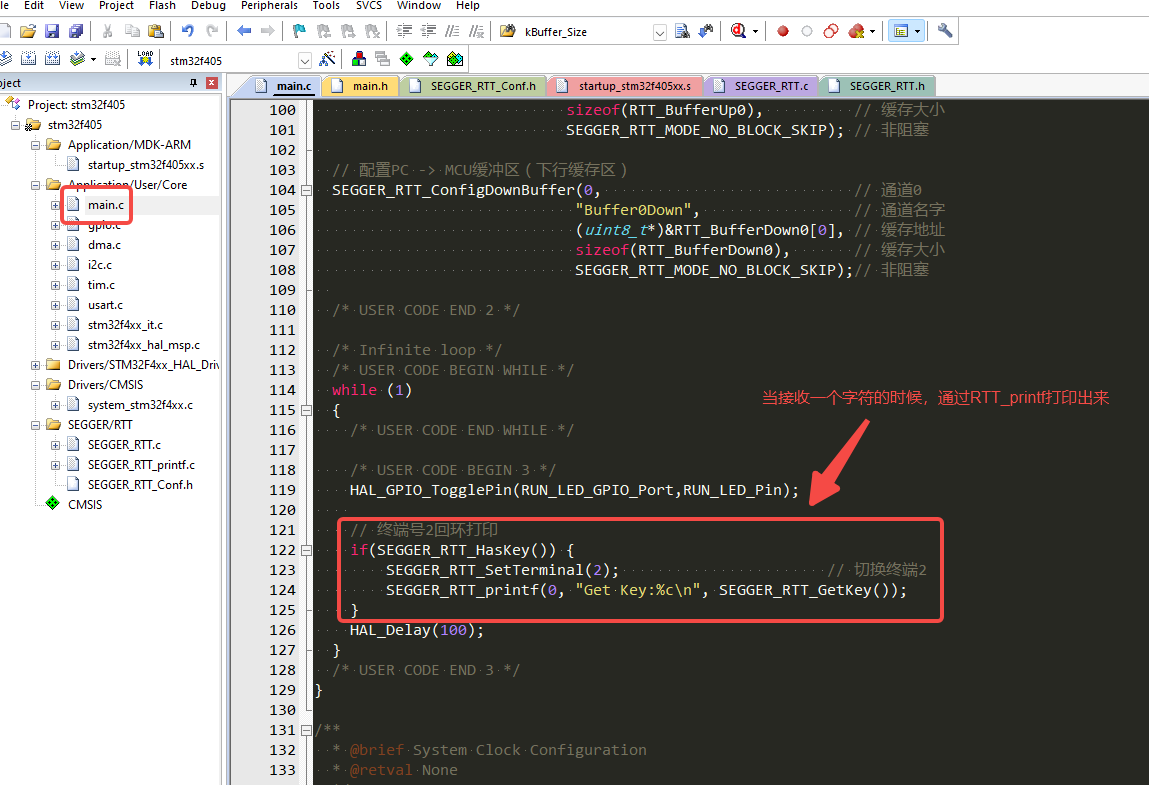 le Edit View Project Flash Debug Peripherals Tools SVCS Window Help
kBuffer_Size
LOAD stm32f405
ject
main.c main.h SEGGER_RTT_Conf.h startup_stm32f405xx.s SEGGER_RTT.c SEGGER_RTT.h
Project: stm32f405
stm32f405
Application/MDK-ARM
startup_stm32f405xx.s
Application/User/Core
main.c
gpio.c
dma.c
i2c.c
tim.c
usart.c
stm32f4xx_it.c
stm32f4xx_hal_msp.c
Drivers/STM32F4xx_HAL_Driv
Drivers/CMSIS
system_stm32f4xx.c
SEGGER/RTT
SEGGER_RTT.c
SEGGER_RTT_printf.c
SEGGER_RTT_Conf.h
CMSIS
100 sizeof(RTT_BufferUp0), // 缓存大小
101 SEGGER_RTT_MODE_NO_BLOCK_SKIP); // 非阻塞
102
103 // 配置PC -> MCU缓冲区(下行缓存区)
104 SEGGER_RTT_ConfigDownBuffer(0, // 通道0
105 "Buffer0Down", // 通道名字
106 (uint8_t*)&RTT_BufferDown0[0], // 缓存地址
107 sizeof(RTT_BufferDown0), // 缓存大小
108 SEGGER_RTT_MODE_NO_BLOCK_SKIP);// 非阻塞
109
110 /* USER CODE END 2 */
111
112 /* Infinite loop */
113 /* USER CODE BEGIN WHILE */
114 while (1)
115 {
116 /* USER CODE END WHILE */
117
118 /* USER CODE BEGIN 3 */
119 HAL_GPIO_TogglePin(RUN_LED_GPIO_Port,RUN_LED_Pin);
120
121 // 终端号2回环打印
122 if(SEGGER_RTT_HasKey()) {
123 SEGGER_RTT_SetTerminal(2); // 切换终端2
124 SEGGER_RTT_printf(0, "Get Key:%c\n", SEGGER_RTT_GetKey());
125 }
126 HAL_Delay(100);
127 }
128 /* USER CODE END 3 */
129 }
130
131 /**
132 * @brief System Clock Configuration
133 * @retval None
当接收一个字符的时候，通过RTT_printf打印出来